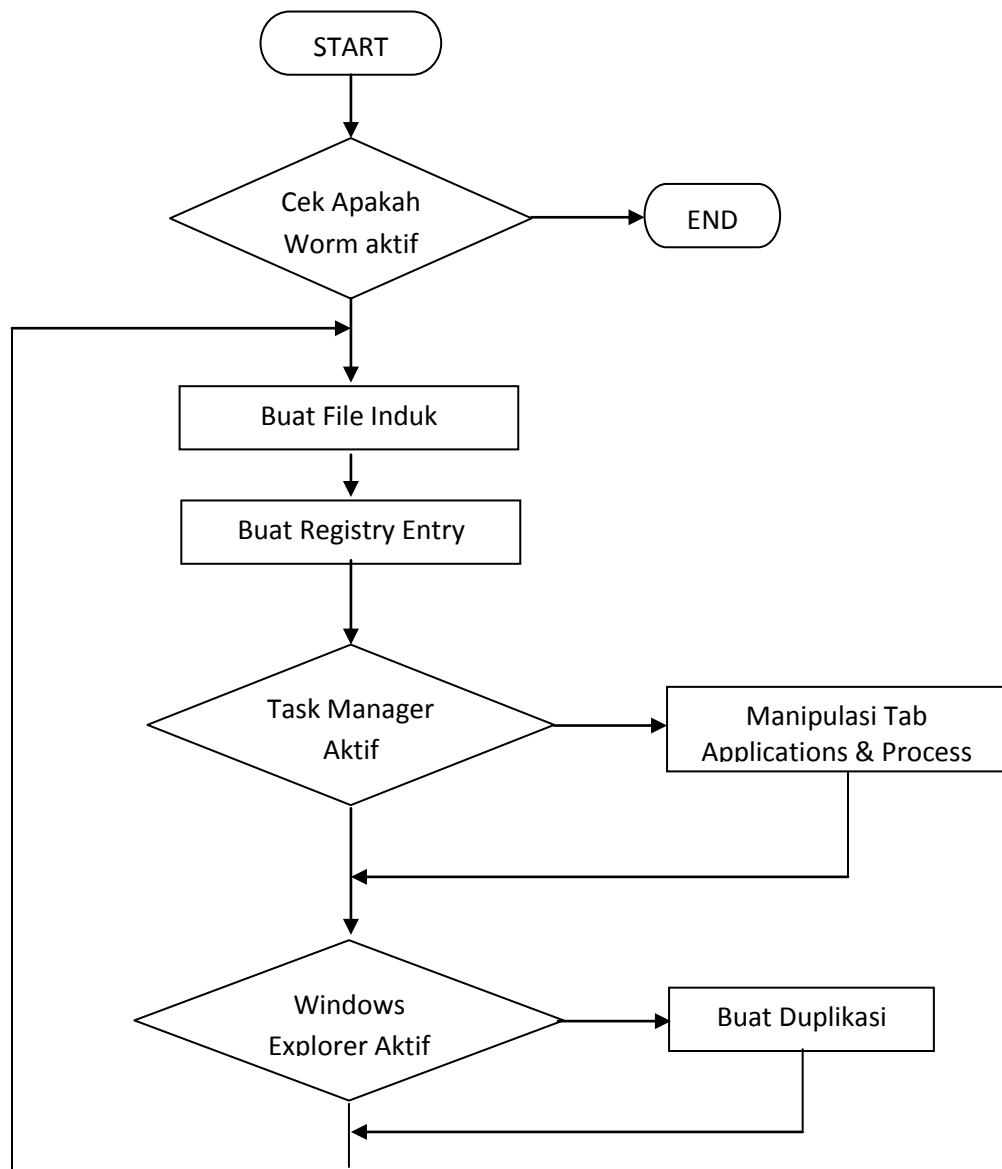 START
Cek Apakah
Worm aktif
END
Buat File Induk
Buat Registry Entry
Task Manager
Aktif
Manipulasi Tab
Applications & Process
Windows
Explorer Aktif
Buat Duplikasi